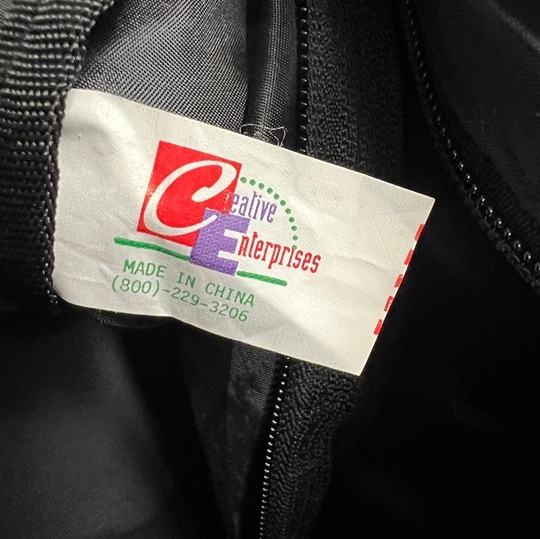 Creative
Enterprises
MADE IN CHINA
(800)-229-3206